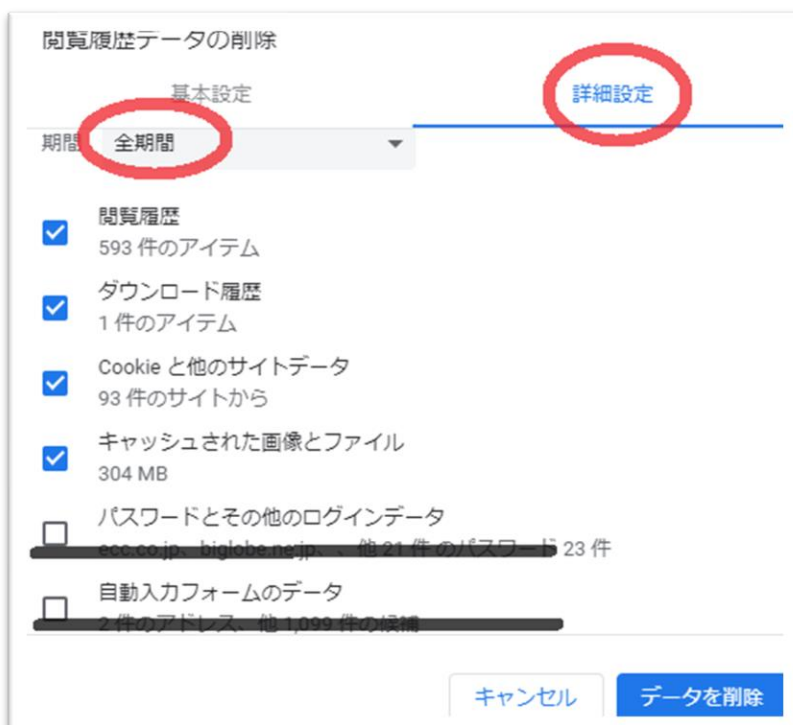 閲覧履歴データの削除
基本設定
詳細設定
期間 全期間
閲覧履歴
593 件のアイテム
ダウンロード履歴
1 件のアイテム
Cookie と他のサイトデータ
93 件のサイトから
キャッシュされた画像とファイル
304 MB
パスワードとその他のログインデータ
ecc.co.jp、biglobe.ne.jp、、他 21 件 のパスワード 23 件
自動入力フォームのデータ
2 件のアドレス、他 1,099 件の候補
キャンセル
データを削除